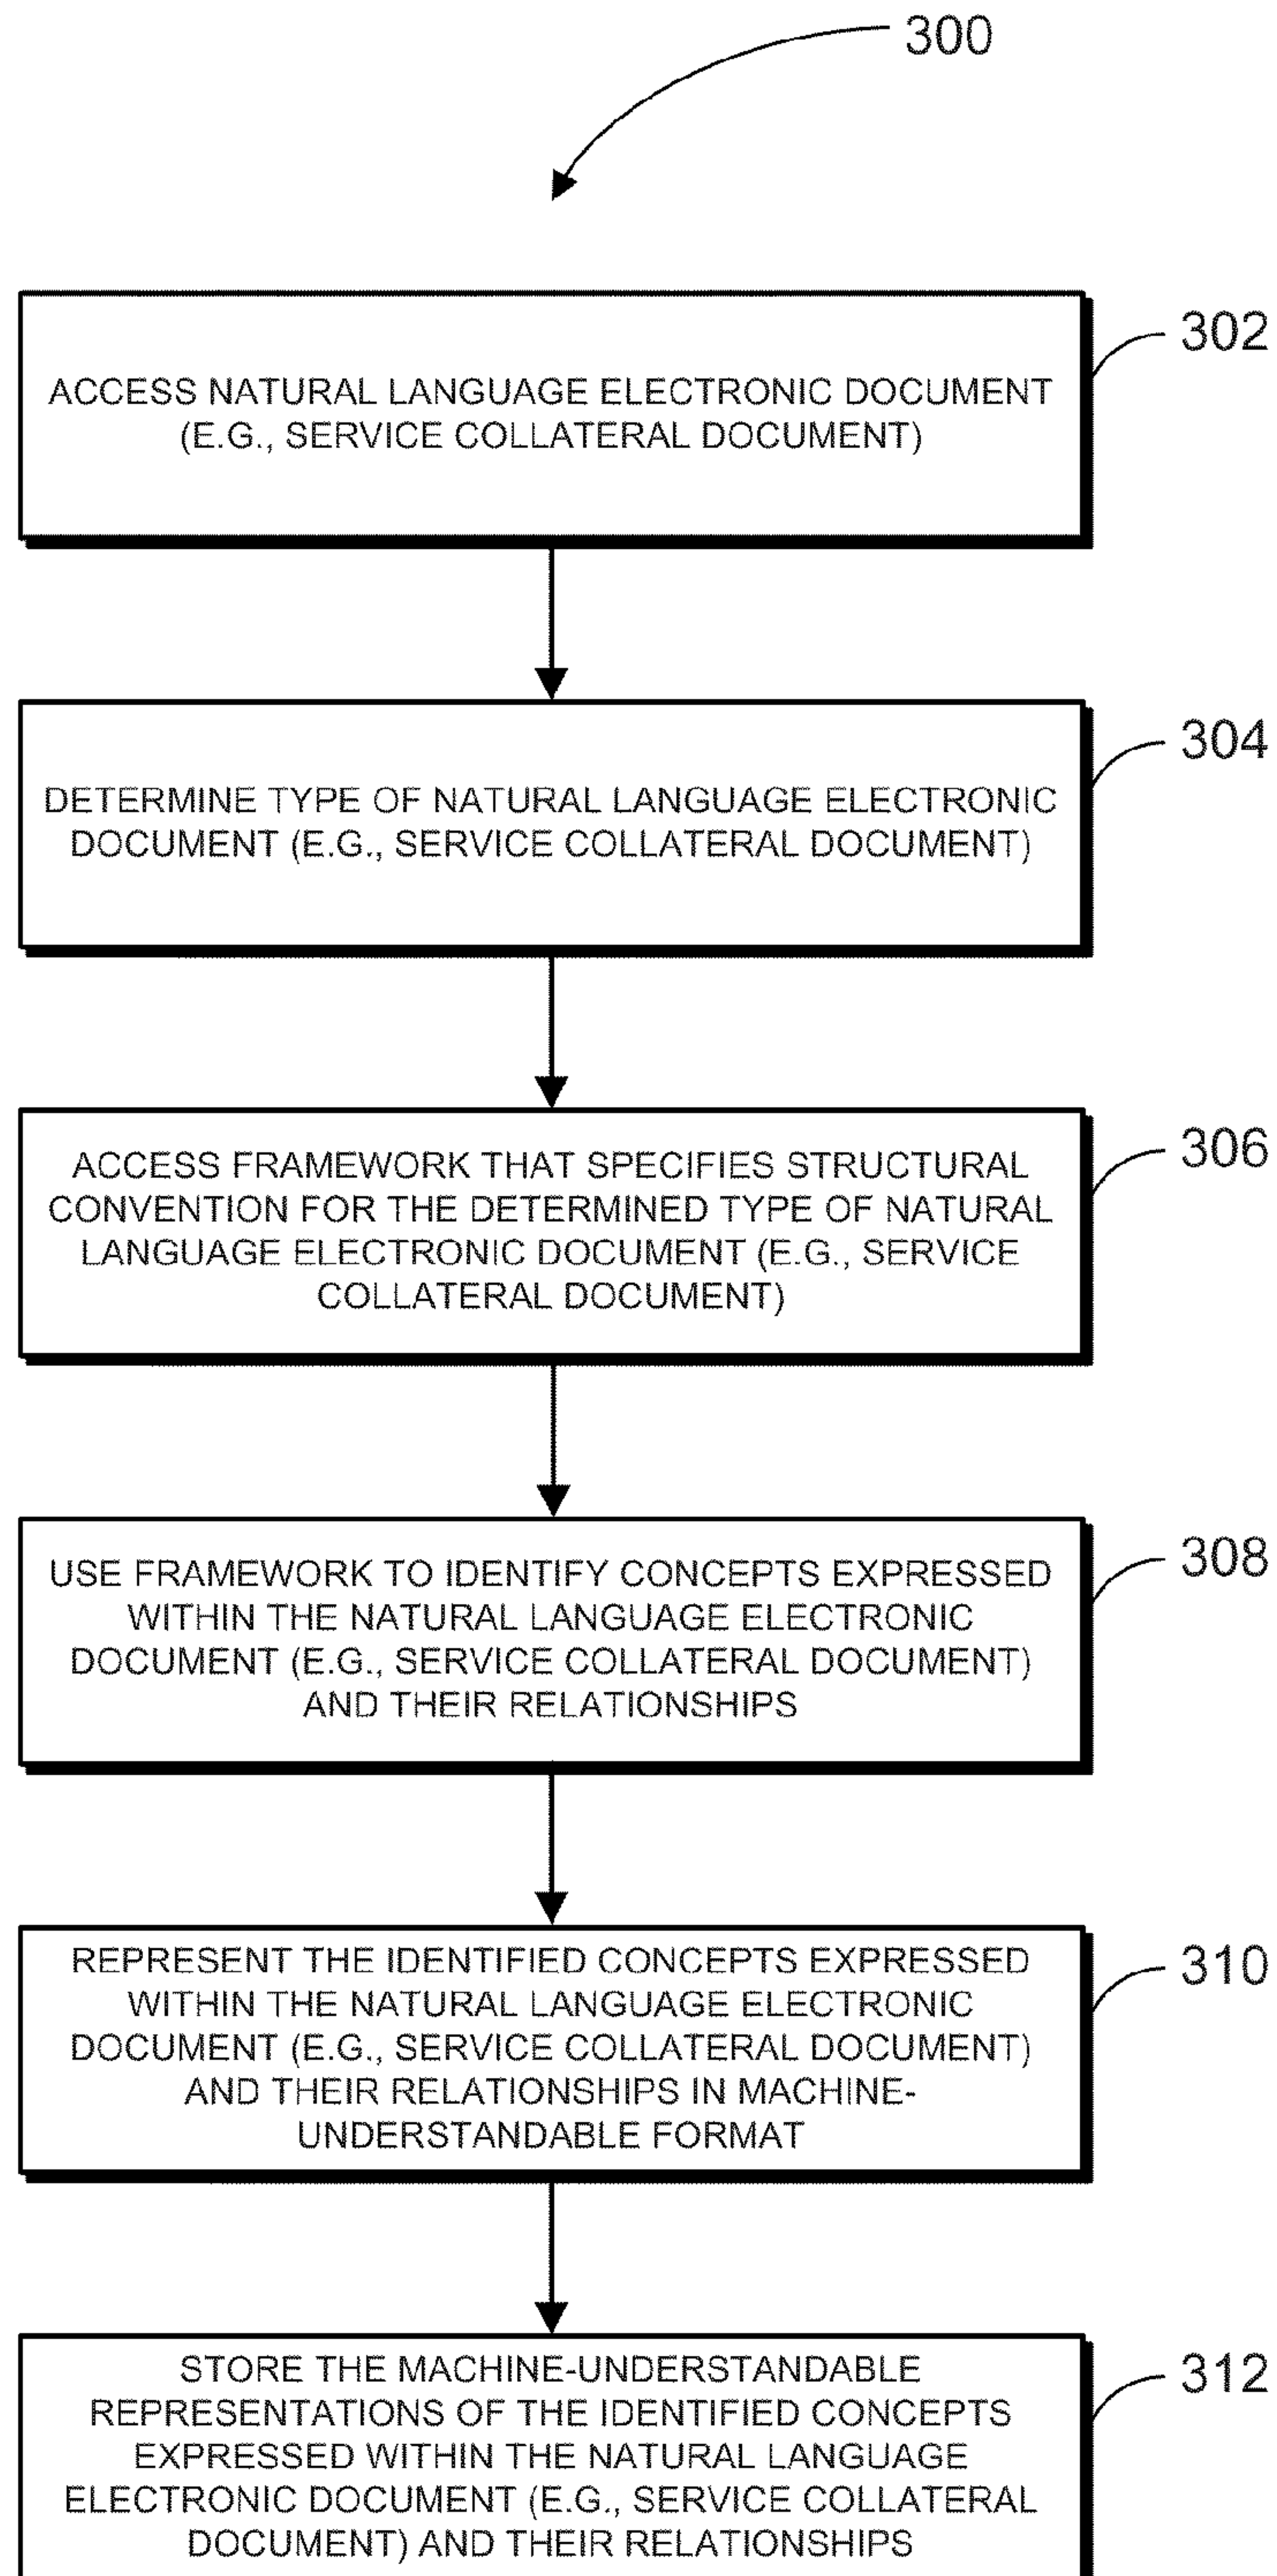 300
302
ACCESS NATURAL LANGUAGE ELECTRONIC DOCUMENT
(E.G., SERVICE COLLATERAL DOCUMENT)
304
DETERMINE TYPE OF NATURAL LANGUAGE ELECTRONIC
DOCUMENT (E.G., SERVICE COLLATERAL DOCUMENT)
306
ACCESS FRAMEWORK THAT SPECIFIES STRUCTURAL
CONVENTION FOR THE DETERMINED TYPE OF NATURAL
LANGUAGE ELECTRONIC DOCUMENT (E.G., SERVICE
COLLATERAL DOCUMENT)
308
USE FRAMEWORK TO IDENTIFY CONCEPTS EXPRESSED
WITHIN THE NATURAL LANGUAGE ELECTRONIC
DOCUMENT (E.G., SERVICE COLLATERAL DOCUMENT)
AND THEIR RELATIONSHIPS
310
REPRESENT THE IDENTIFIED CONCEPTS EXPRESSED
WITHIN THE NATURAL LANGUAGE ELECTRONIC
DOCUMENT (E.G., SERVICE COLLATERAL DOCUMENT)
AND THEIR RELATIONSHIPS IN MACHINE-
UNDERSTANDABLE FORMAT
312
STORE THE MACHINE-UNDERSTANDABLE
REPRESENTATIONS OF THE IDENTIFIED CONCEPTS
EXPRESSED WITHIN THE NATURAL LANGUAGE
ELECTRONIC DOCUMENT (E.G., SERVICE COLLATERAL
DOCUMENT) AND THEIR RELATIONSHIPS